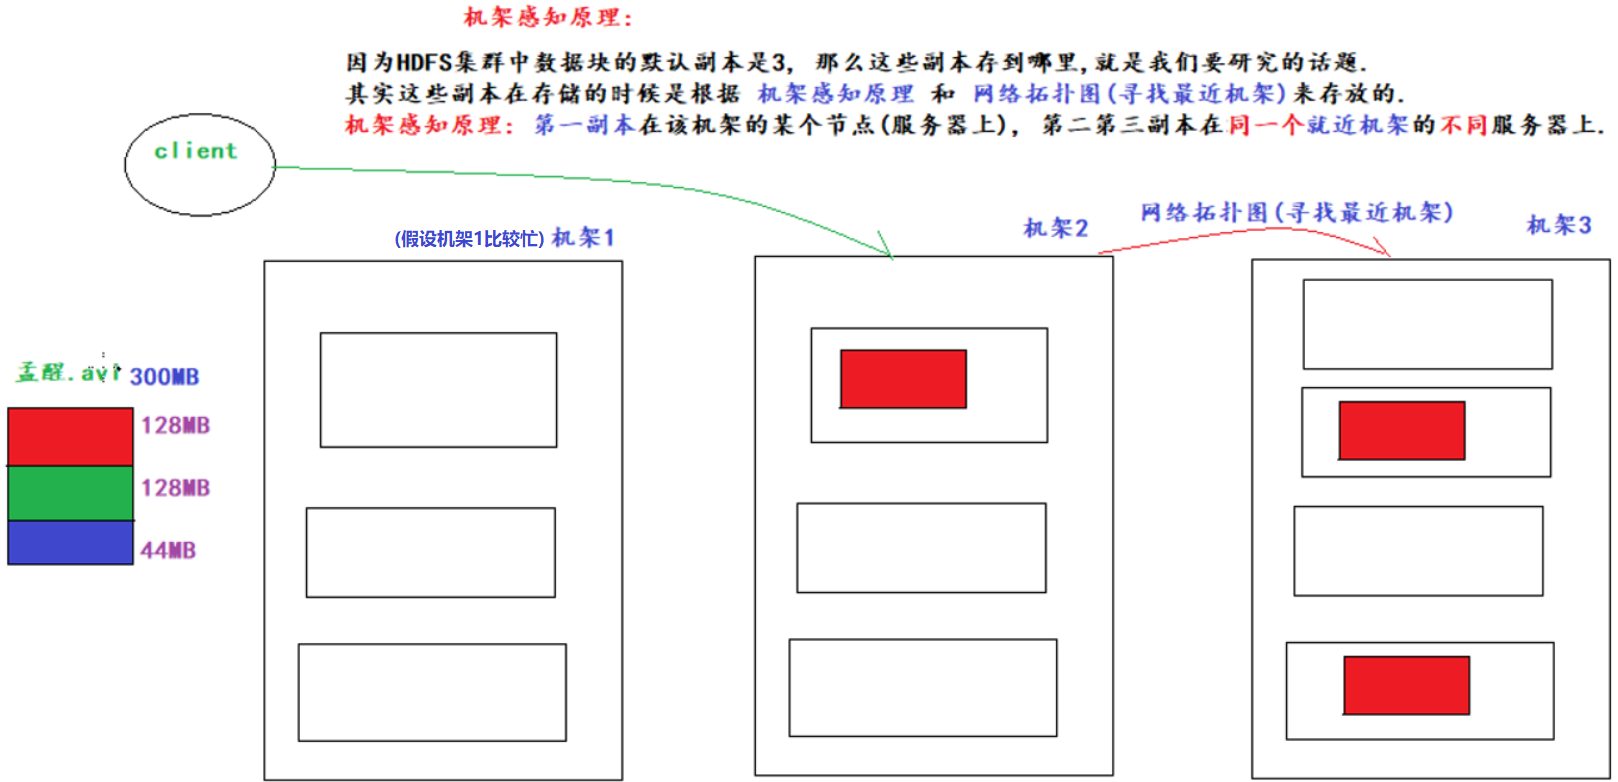 机架感知原理:
因为HDFS集群中数据块的默认副本是3, 那么这些副本存到哪里,就是我们要研究的话题.
其实这些副本在存储的时候是根据 机架感知原理 和 网络拓扑图(寻找最近机架)来存放的.
机架感知原理: 第一副本在该机架的某个节点(服务器上), 第二第三副本在同一个就近机架的不同服务器上.
client
(假设机架1比较忙) 机架1
机架2
网络拓扑图(寻找最近机架)
机架3
孟醒.avi 300MB
128MB
128MB
44MB